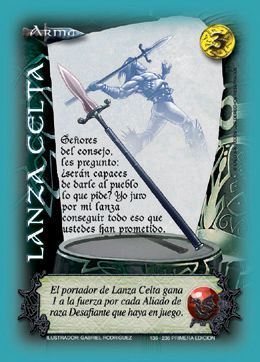 Arma
3
LANZA CELTA
Señores
del consejo,
les pregunto:
¿serán capaces
de darle al pueblo
lo que pide? Yo juro
por mi lanza
conseguir todo eso que
ustedes han prometido.
El portador de Lanza Celta gana
1 a la fuerza por cada Aliado de
raza Desafiante que haya en juego.
ILUSTRADOR: GABRIEL RODRIGUEZ
136 - 236 PRIMERA EDICION